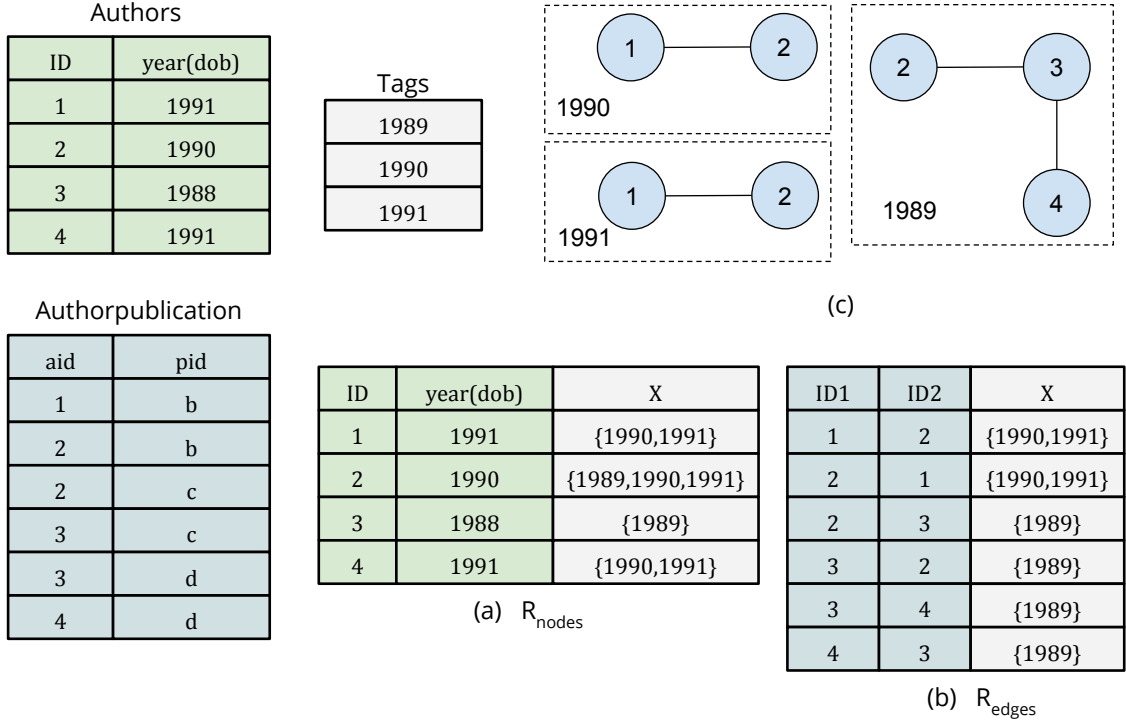 Authors
ID year(dob)
1 1991
2 1990
3 1988
4 1991
Tags
1989
1990
1991
1 2
1990
1 2
1991
2 3
4
1989
(c)
Authorpublication
aid pid
1 b
2 b
2 c
3 c
3 d
4 d
ID year(dob) X
1 1991 {1990,1991}
2 1990 {1989,1990,1991}
3 1988 {1989}
4 1991 {1990,1991}
(a) R_nodes
ID1 ID2 X
1 2 {1990,1991}
2 1 {1990,1991}
2 3 {1989}
3 2 {1989}
3 4 {1989}
4 3 {1989}
(b) R_edges